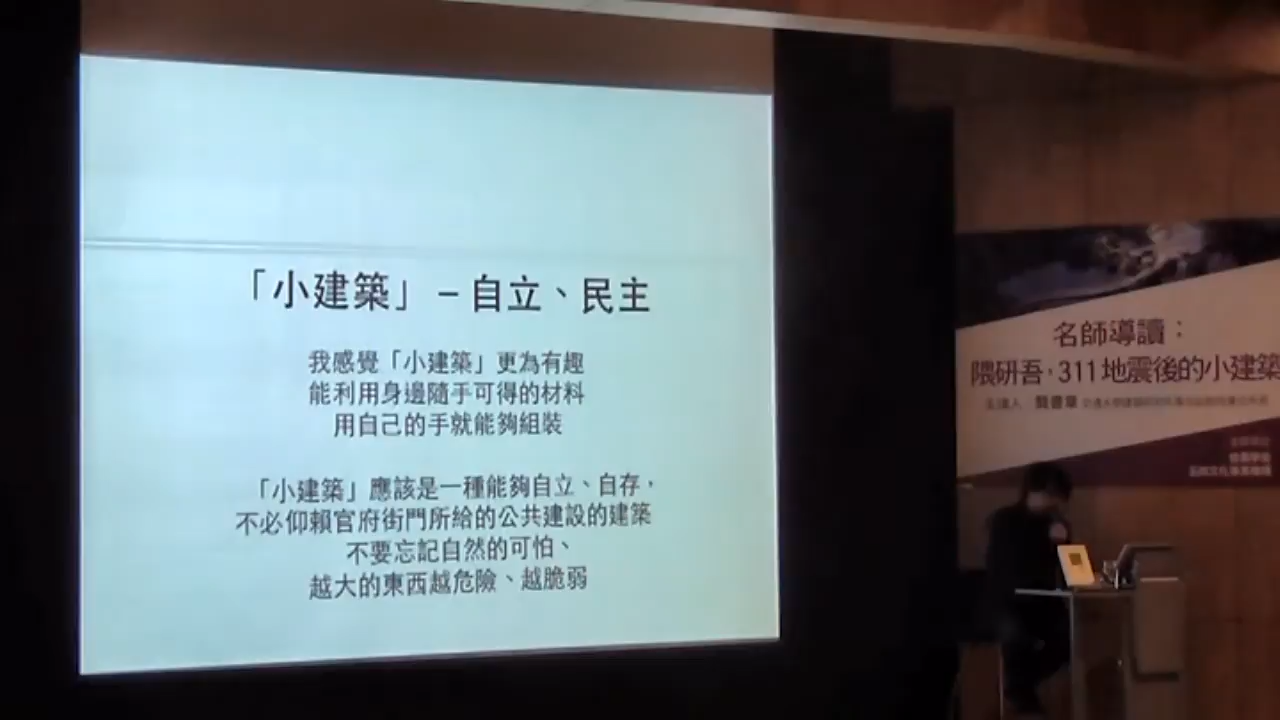 「小建築」－自立、民主
我感覺「小建築」更為有趣
能利用身邊隨手可得的材料
用自己的手就能夠組裝
「小建築」應該是一種能夠自立、自存，
不必仰賴官府街門所給的公共建設的建築
不要忘記自然的可怕、
越大的東西越危險、越脆弱
名師導讀：
隈研吾，311地震後的小建築